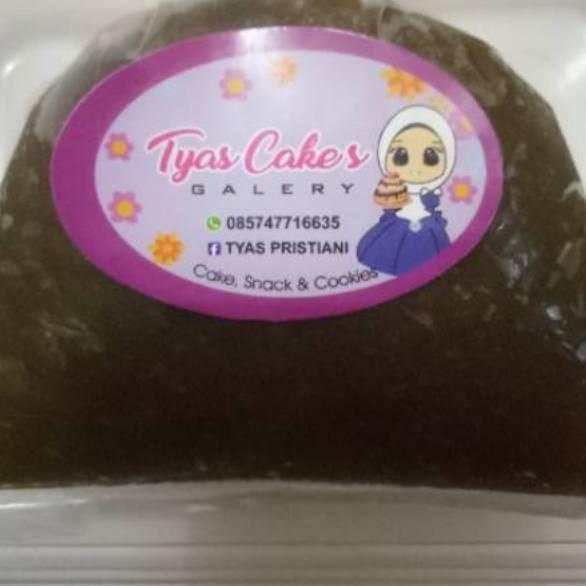 Tyas Cake's
GALERY
085747716635
TYAS PRISTIANI
Cake, Snack & Cookies